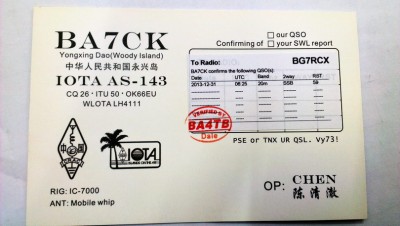 BA7CK
Yongxing Dao(Woody Island)
中华人民共和国永兴岛
IOTA AS-143
CQ 26 · ITU 50 · OK66EU
WLOTA LH4111
IOTA
RIG: IC-7000
ANT: Mobile whip
□ our QSO
Confirming of □ your SWL report
To Radio: BG7RCX
BA7CK confirms the following QSO(s)
Date UTC Band 2way RST
2013-12-31 08:25 20m SSB 59
BA4TB
Date
PSE or TNX UR QSL. Vy73!
OP: CHEN
陈清澈